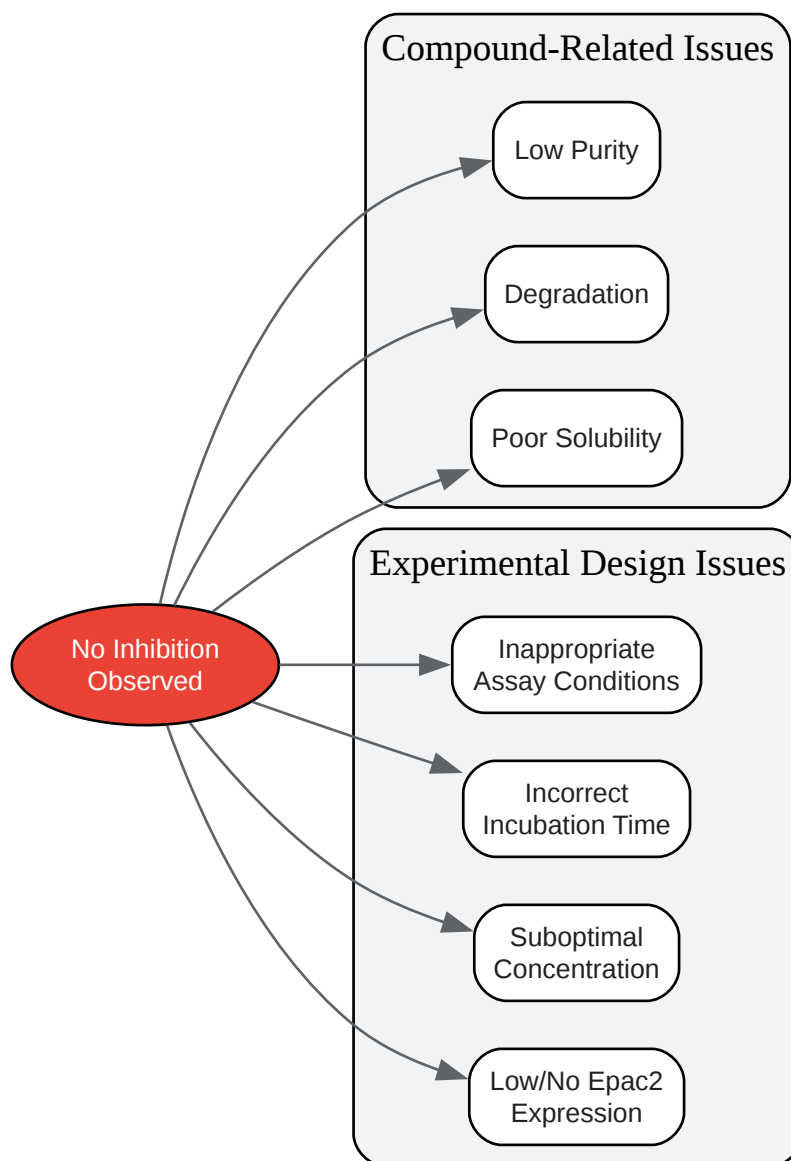 Compound-Related Issues
Low Purity
Degradation
Poor Solubility
Experimental Design Issues
No Inhibition
Observed
Inappropriate
Assay Conditions
Incorrect
Incubation Time
Suboptimal
Concentration
Low/No Epac2
Expression